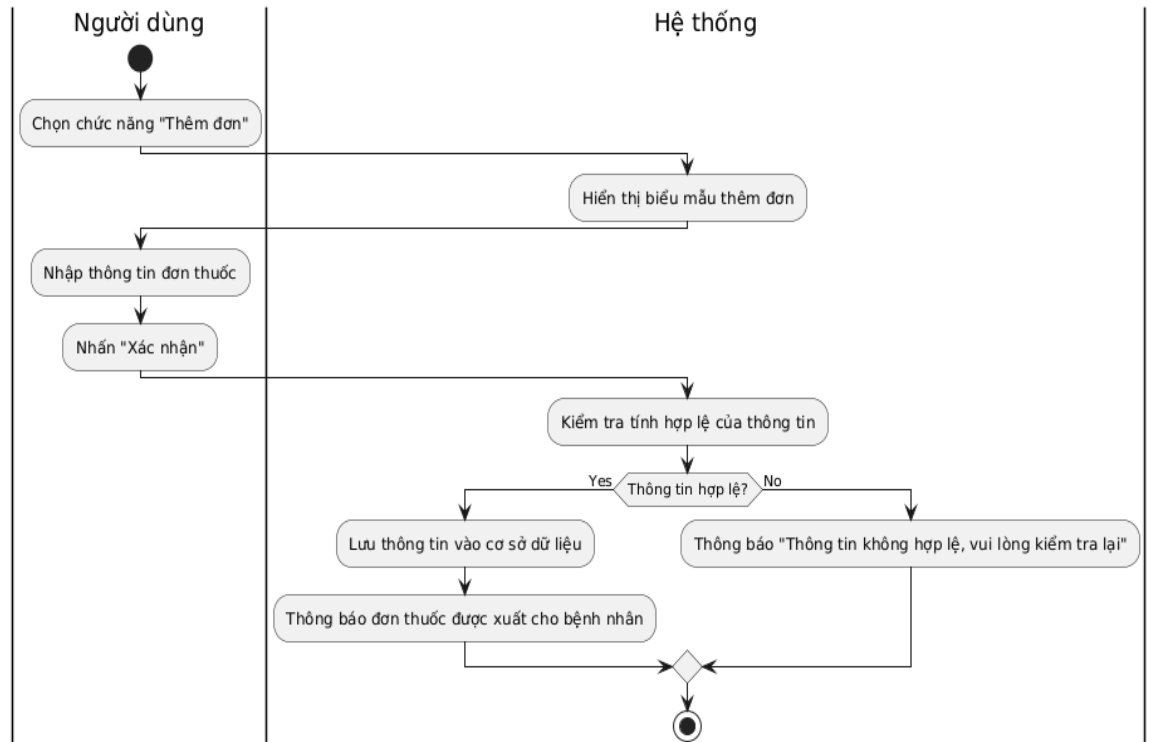 Người dùng
Hệ thống
Chọn chức năng "Thêm đơn"
Hiển thị biểu mẫu thêm đơn
Nhập thông tin đơn thuốc
Nhấn "Xác nhận"
Kiểm tra tính hợp lệ của thông tin
Yes
Thông tin hợp lệ?
No
Lưu thông tin vào cơ sở dữ liệu
Thông báo "Thông tin không hợp lệ, vui lòng kiểm tra lại"
Thông báo đơn thuốc được xuất cho bệnh nhân